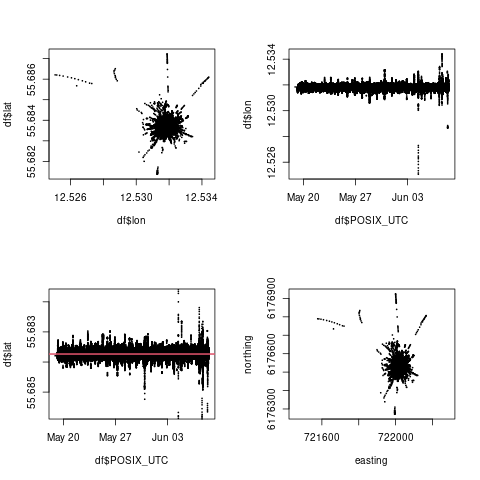 df$lat
55.682 55.684 55.686
12.526 12.530 12.534
df$lon
df$lon
12.526 12.530 12.534
May 20 May 27 Jun 03
df$POSIX_UTC
df$lat
55.685 55.683
May 20 May 27 Jun 03
df$POSIX_UTC
northing
6176300 6176600 6176900
721600 722000
easting